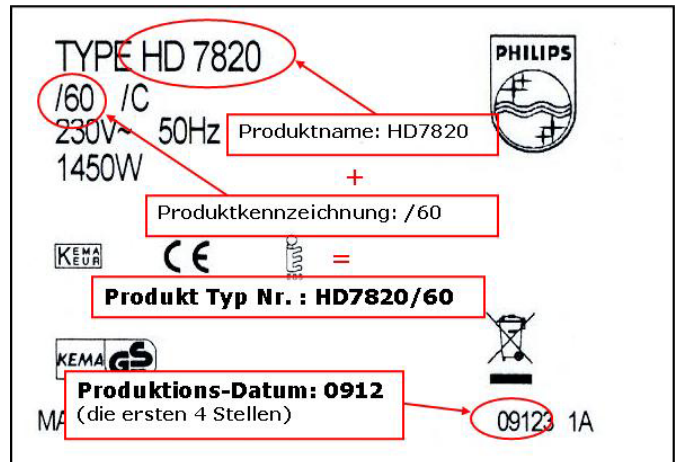 TYPE HD 7820
PHILIPS
/60 /C
230V~ 50Hz
Produktname: HD7820
1450W
+
Produktkennzeichnung: /60
KEMA EUR
CE
=
Produkt Typ Nr. : HD7820/60
KEMA GS
Produktions-Datum: 0912
(die ersten 4 Stellen)
MA
09123 1A